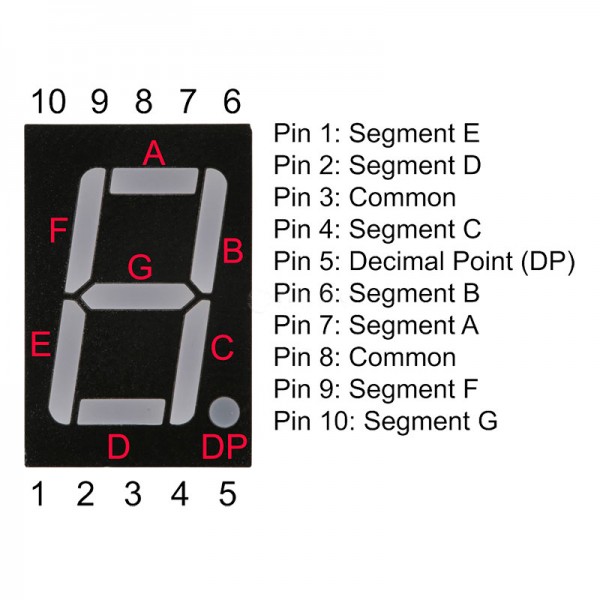 10 9 8 7 6
A
F
B
G
E
C
D
DP
1 2 3 4 5
Pin 1: Segment E
Pin 2: Segment D
Pin 3: Common
Pin 4: Segment C
Pin 5: Decimal Point (DP)
Pin 6: Segment B
Pin 7: Segment A
Pin 8: Common
Pin 9: Segment F
Pin 10: Segment G